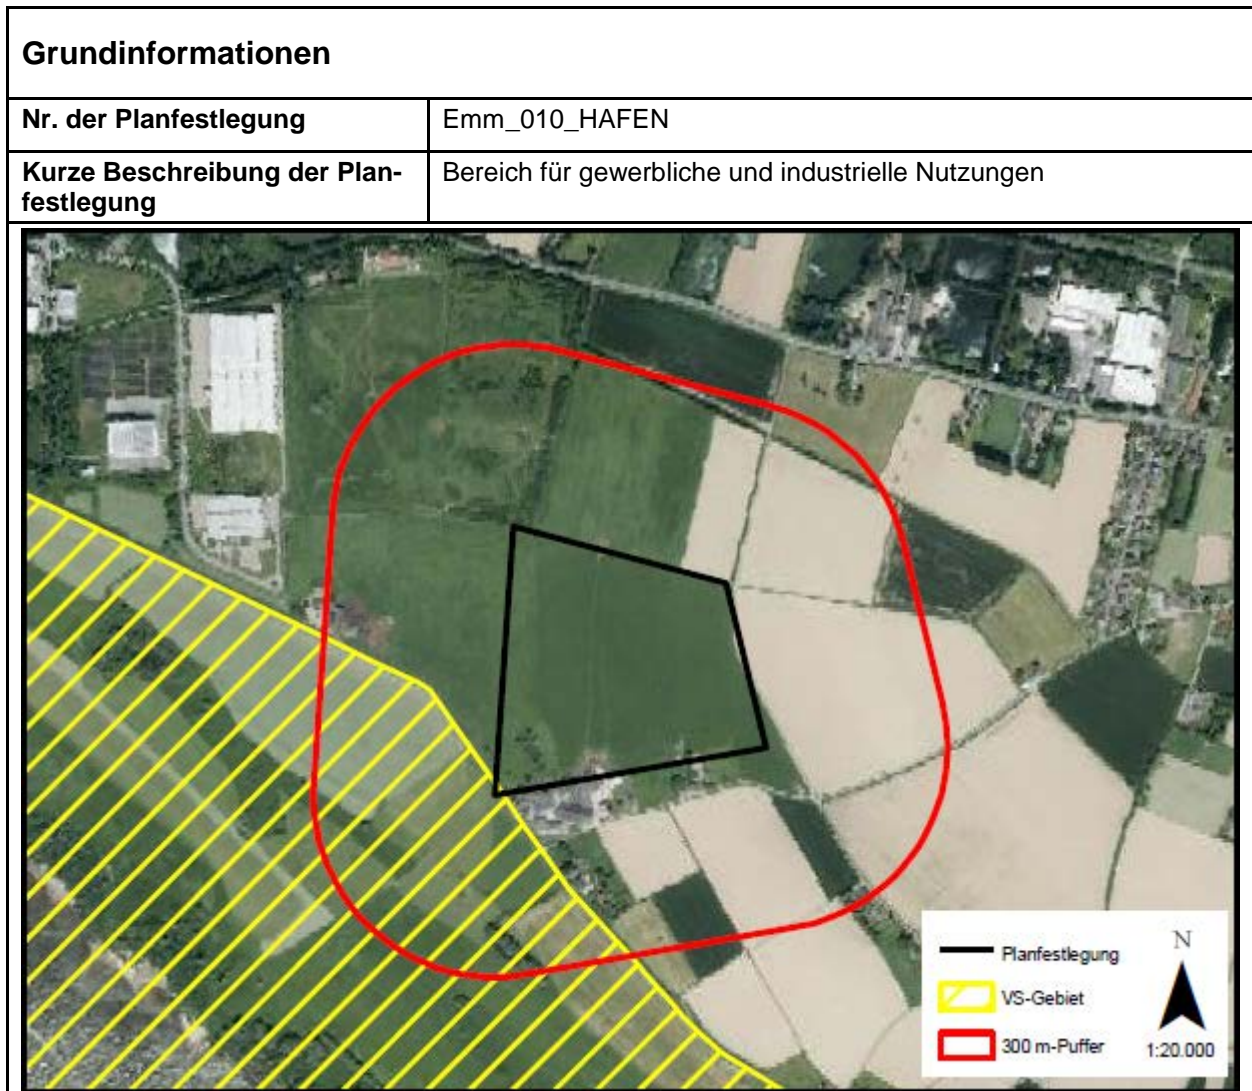 Grundinformationen
Nr. der Planfestlegung
Emm_010_HAFEN
Kurze Beschreibung der Plan-
festlegung
Bereich für gewerbliche und industrielle Nutzungen
Planfestlegung
VS-Gebiet
300 m-Puffer
N
1:20.000